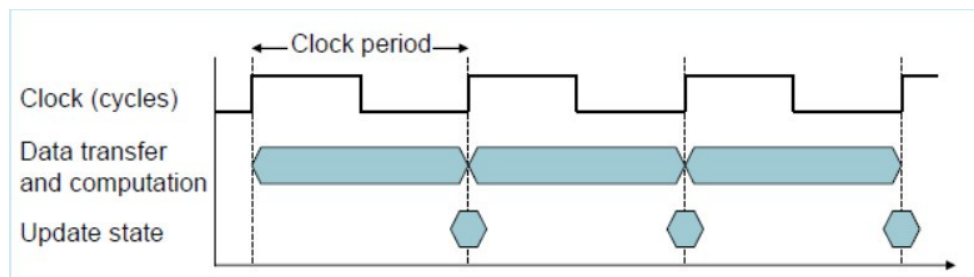 Clock period
Clock (cycles)
Data transfer
and computation
Update state